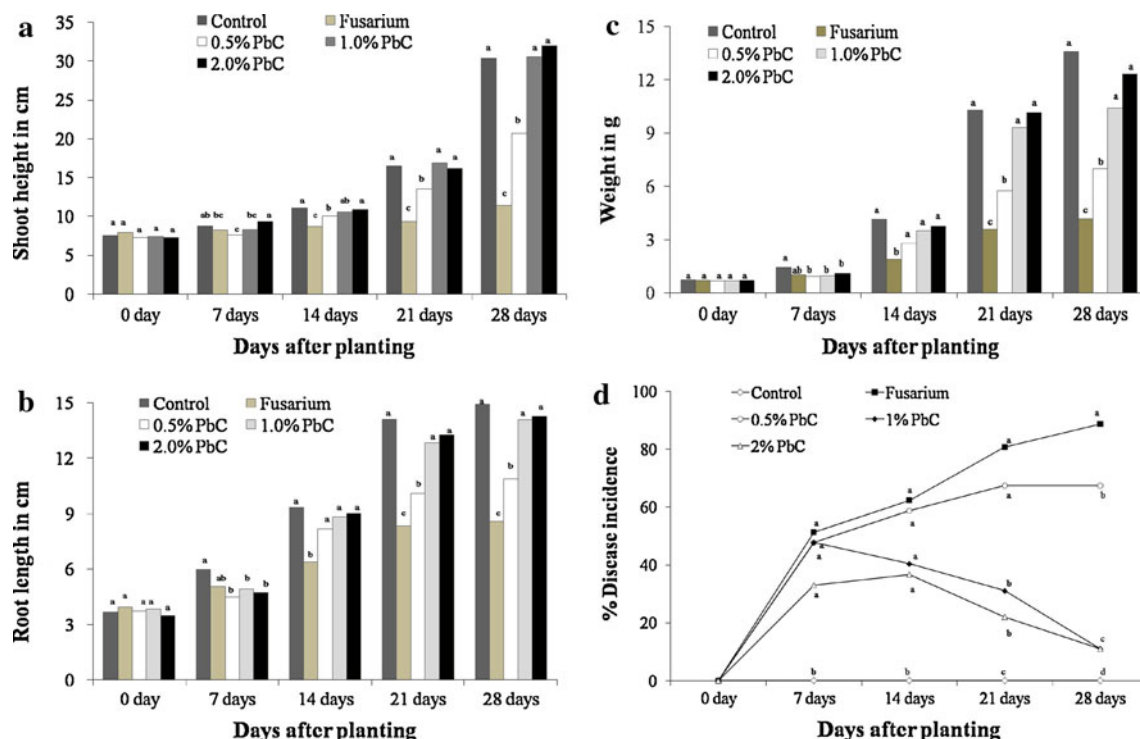 a
Shoot height in cm
35
30
25
20
15
10
5
0
Control Fusarium
0.5% PbC 1.0% PbC
2.0% PbC
a a a a a
ab bc c bc a
a c b ab a
a c b a a
a c b a a
0 day 7 days 14 days 21 days 28 days
Days after planting
b
Root length in cm
15
12
9
6
3
0
Control Fusarium
0.5% PbC 1.0% PbC
2.0% PbC
a a a a a
a ab b b b
a b a a a
a c b a a
a c b a a
0 day 7 days 14 days 21 days 28 days
Days after planting
c
Weight in g
15
12
9
6
3
0
Control Fusarium
0.5% PbC 1.0% PbC
2.0% PbC
a a a a a
a ab b b b
a b a a a
a c b a a
a c b a a
0 day 7 days 14 days 21 days 28 days
Days after planting
d
% Disease incidence
100
80
60
40
20
0
Control Fusarium
0.5% PbC 1% PbC
2% PbC
a a a a b
a a a a b
a a b c d
a a b b c
0 day 7 days 14 days 21 days 28 days
Days after planting